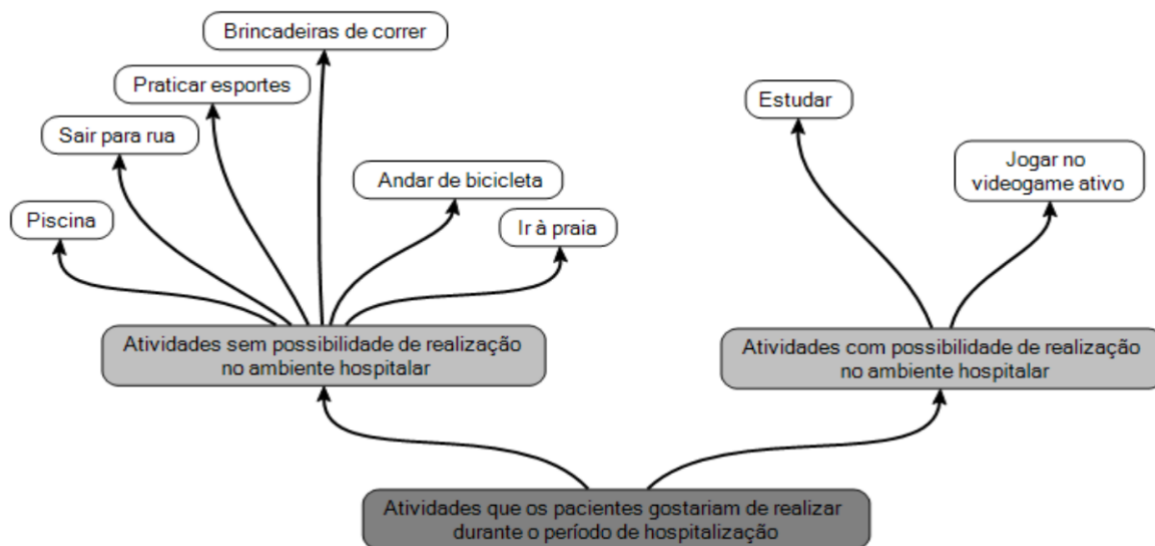 Brincadeiras de correr
Praticar esportes
Estudar
Sair para rua
Andar de bicicleta
Jogar no
videogame ativo
Piscina
Ir à praia
Atividades sem possibilidade de realização
no ambiente hospitalar
Atividades com possibilidade de realização
no ambiente hospitalar
Atividades que os pacientes gostariam de realizar
durante o período de hospitalização